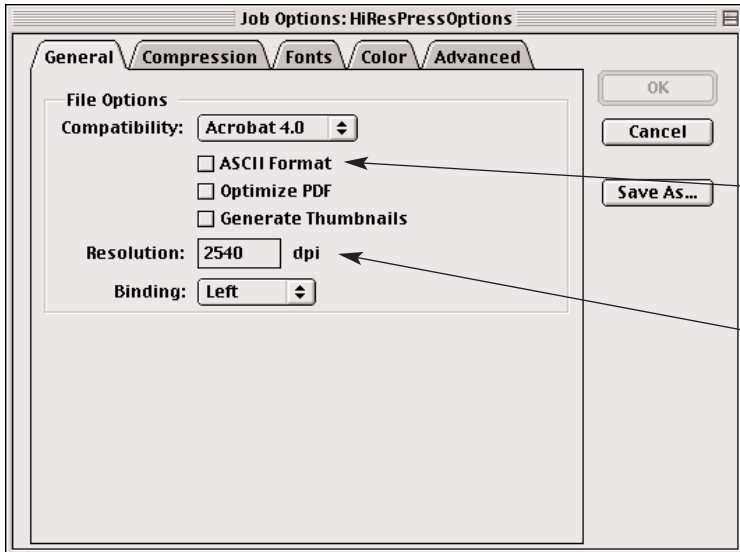 Job Options: HiResPressOptions
General Compression Fonts Color Advanced
File Options
Compatibility: Acrobat 4.0
ASCII Format
Optimize PDF
Generate Thumbnails
Resolution: 2540 dpi
Binding: Left
OK
Cancel
Save As...